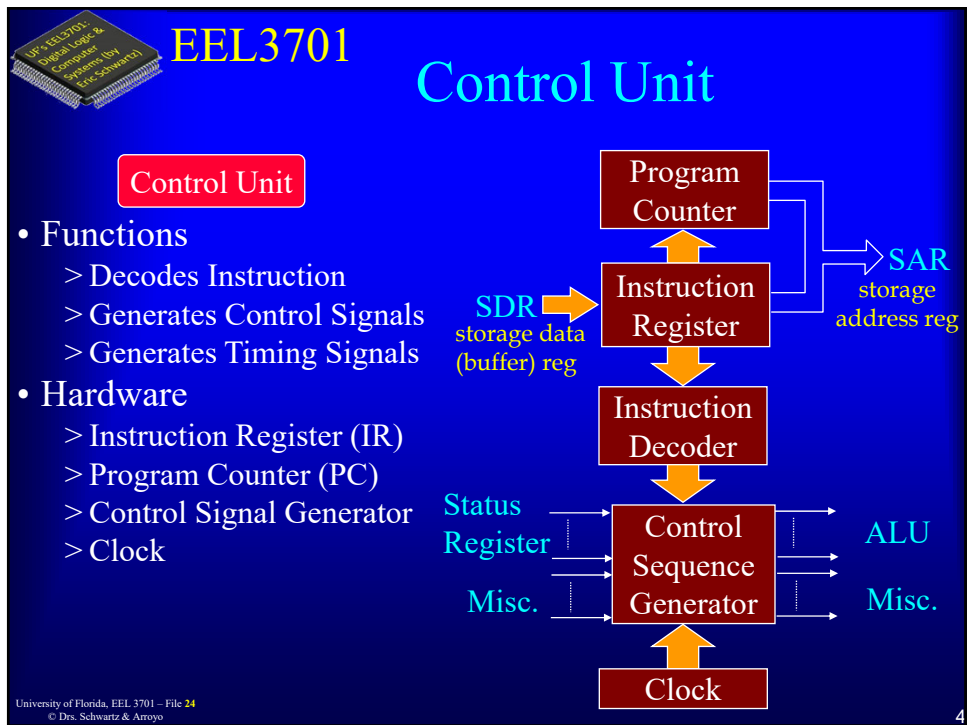 UF's EEL3701:
Digital Logic &
Computer
Systems (by
Eric Schwartz)
EEL3701
Control Unit
Control Unit
• Functions
> Decodes Instruction
> Generates Control Signals
> Generates Timing Signals
• Hardware
> Instruction Register (IR)
> Program Counter (PC)
> Control Signal Generator
> Clock
Program
Counter
SAR
storage
address reg
Instruction
Register
SDR
storage data
(buffer) reg
Instruction
Decoder
Status
Register
Misc.
Control
Sequence
Generator
ALU
Misc.
Clock
University of Florida, EEL 3701 – File 24
© Drs. Schwartz & Arroyo
4